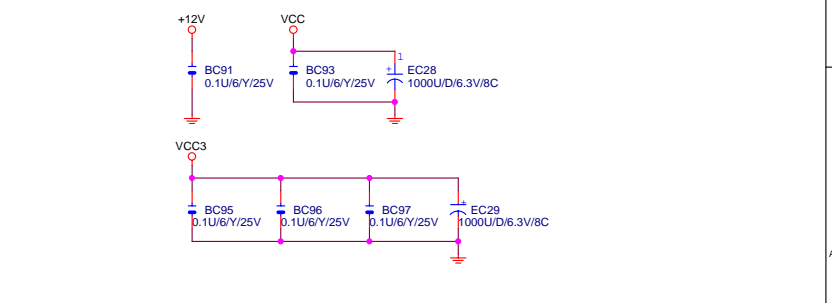 +12V
VCC
BC91
0.1U/6/Y/25V
BC93
0.1U/6/Y/25V
1
+
EC28
1000U/D/6.3V/8C
VCC3
BC95
0.1U/6/Y/25V
BC96
0.1U/6/Y/25V
BC97
0.1U/6/Y/25V
+
EC29
1000U/D/6.3V/8C
A